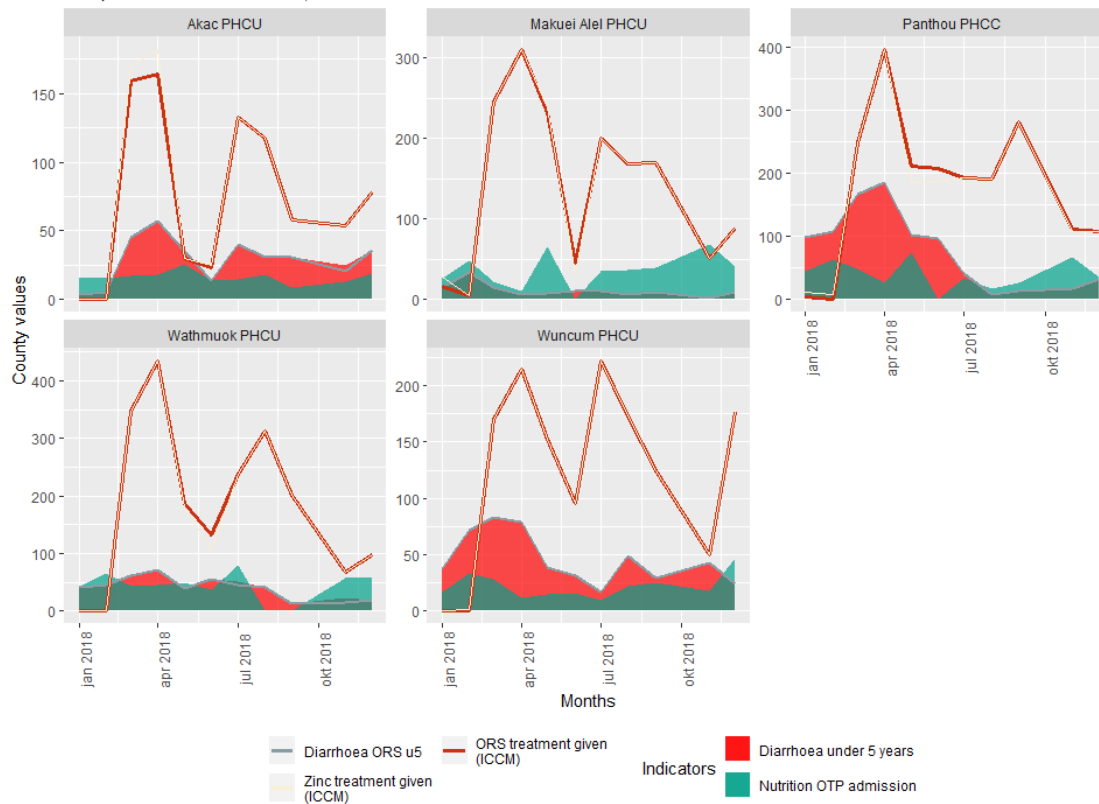 Akac PHCU
Makuei Alel PHCU
Panthou PHCC
150
100
50
0
300
200
100
0
400
300
200
100
0
jan 2018
apr 2018
jul 2018
okt 2018
Wathmuok PHCU
Wuncum PHCU
County values
400
300
200
100
0
200
150
100
50
0
jan 2018
apr 2018
jul 2018
okt 2018
jan 2018
apr 2018
jul 2018
okt 2018
Months
Diarrhoea ORS u5
ORS treatment given
(ICCM)
Zinc treatment given
(ICCM)
Indicators
Diarrhoea under 5 years
Nutrition OTP admission